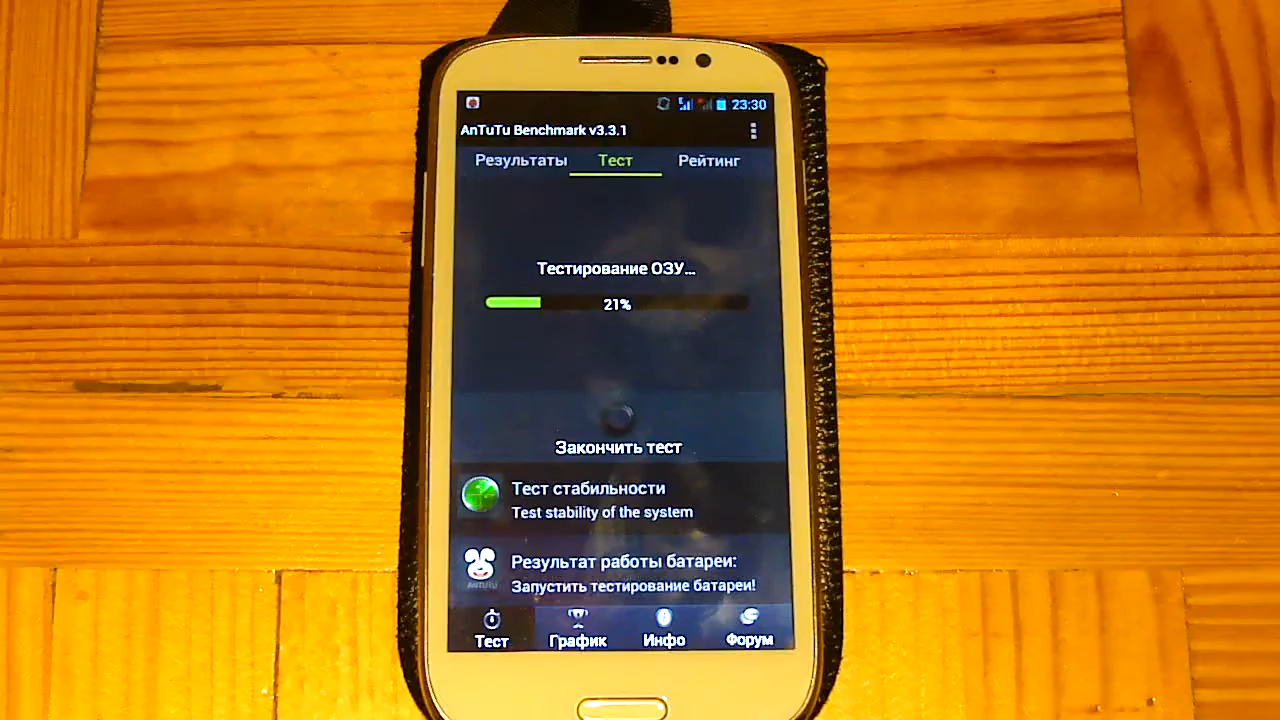 23:30
AnTuTu Benchmark v3.3.1
Результаты Тест Рейтинг
Тестирование ОЗУ...
21%
Закончить тест
Тест стабильности
Test stability of the system
Результат работы батареи:
ANTUTU
Запустить тестирование батареи!
Тест График Инфо Форум